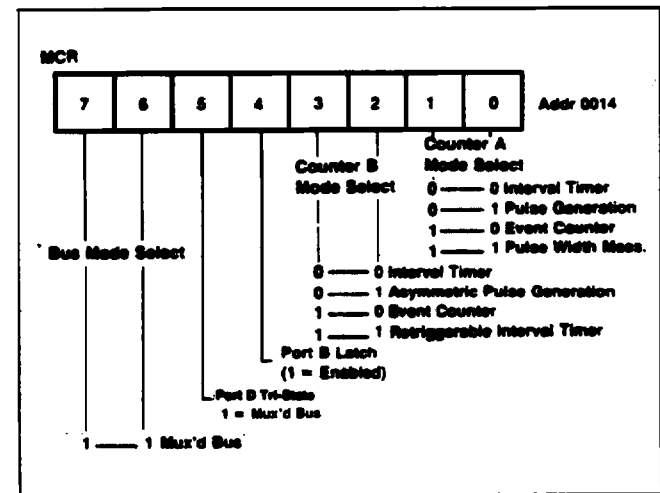 MCR
7 6 5 4 3 2 1 0 Addr 0014
Counter A
Mode Select
0 — 0 Interval Timer
0 — 1 Pulse Generation
1 — 0 Event Counter
1 — 1 Pulse Width Meas.
Counter B
Mode Select
0 — 0 Interval Timer
0 — 1 Asymmetric Pulse Generation
1 — 0 Event Counter
1 — 1 Retriggerable Interval Timer
Bus Mode Select
Port B Latch
(1 = Enabled)
Port D Tri-State
1 = Mux'd Bus
1 — 1 Mux'd Bus